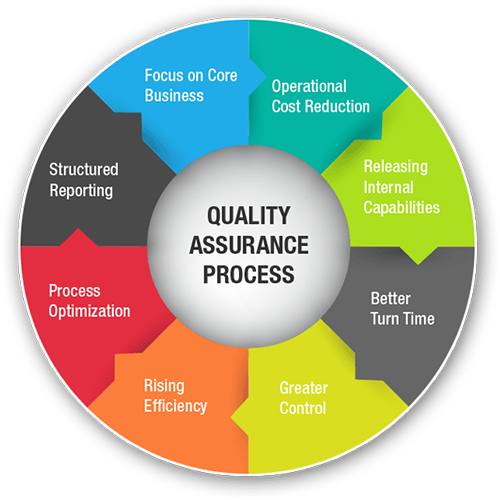 QUALITY
ASSURANCE
PROCESS
Focus on Core
Business
Operational
Cost Reduction
Releasing
Internal
Capabilities
Better
Turn Time
Greater
Control
Rising
Efficiency
Process
Optimization
Structured
Reporting